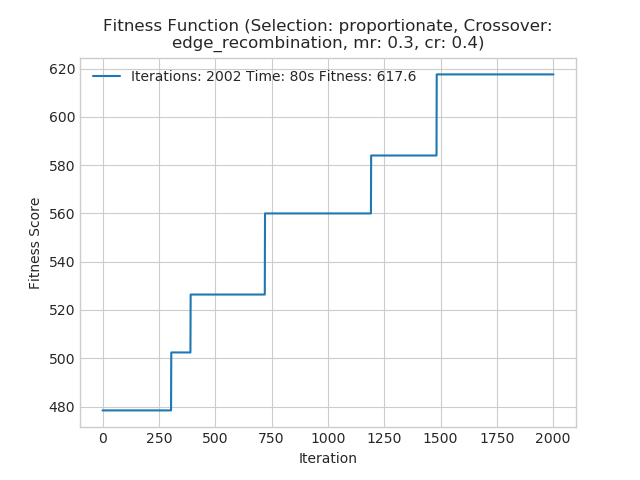 Fitness Function (Selection: proportionate, Crossover:
edge_recombination, mr: 0.3, cr: 0.4)
Iterations: 2002 Time: 80s Fitness: 617.6
Fitness Score
620
600
580
560
540
520
500
480
0 250 500 750 1000 1250 1500 1750 2000
Iteration